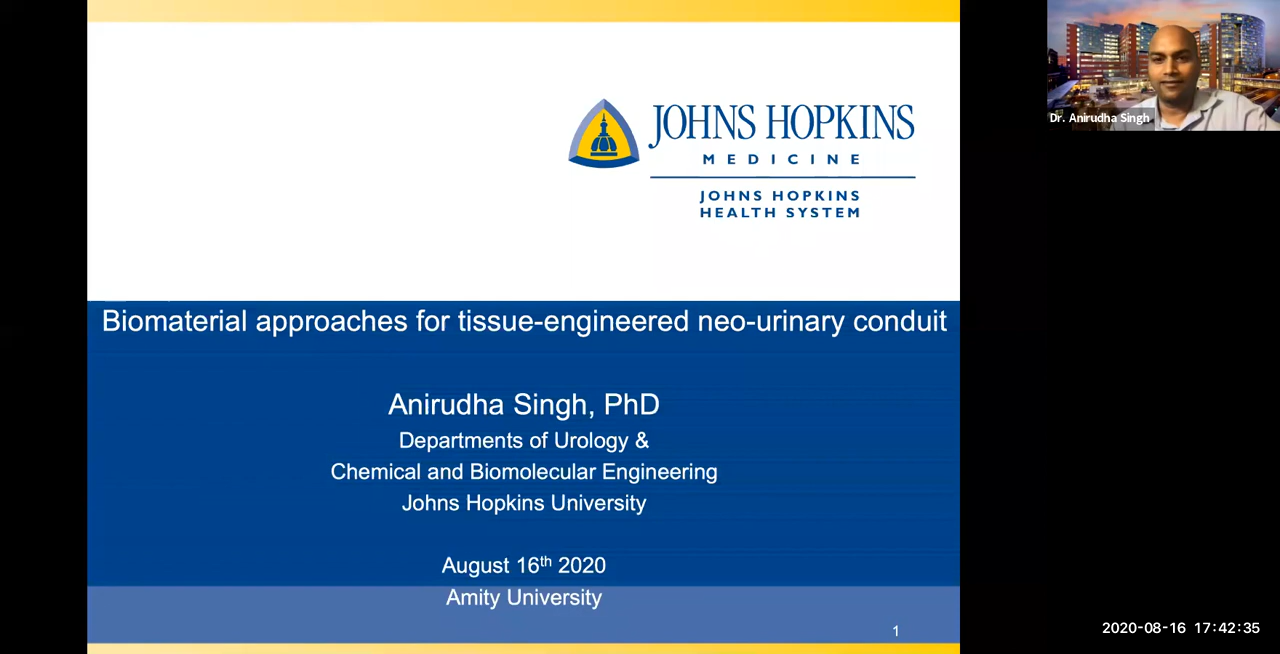 JOHNS HOPKINS
MEDICINE
JOHNS HOPKINS
HEALTH SYSTEM
Biomaterial approaches for tissue-engineered neo-urinary conduit
Anirudha Singh, PhD
Departments of Urology &
Chemical and Biomolecular Engineering
Johns Hopkins University
August 16th 2020
Amity University
1
Dr. Anirudha Singh
2020-08-16 17:42:35